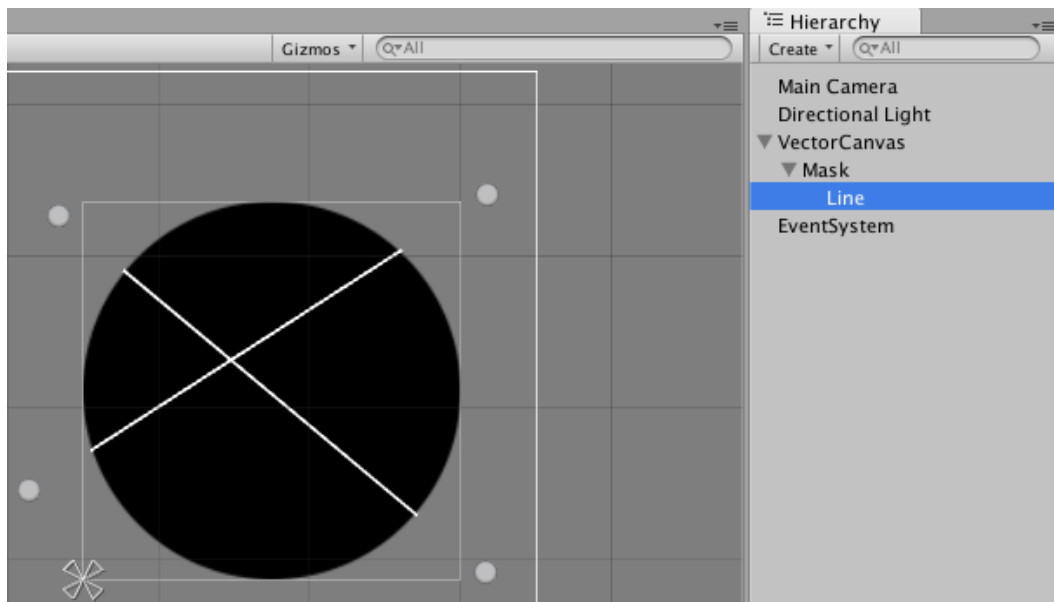 Gizmos
All
Hierarchy
Create
All
Main Camera
Directional Light
VectorCanvas
Mask
Line
EventSystem